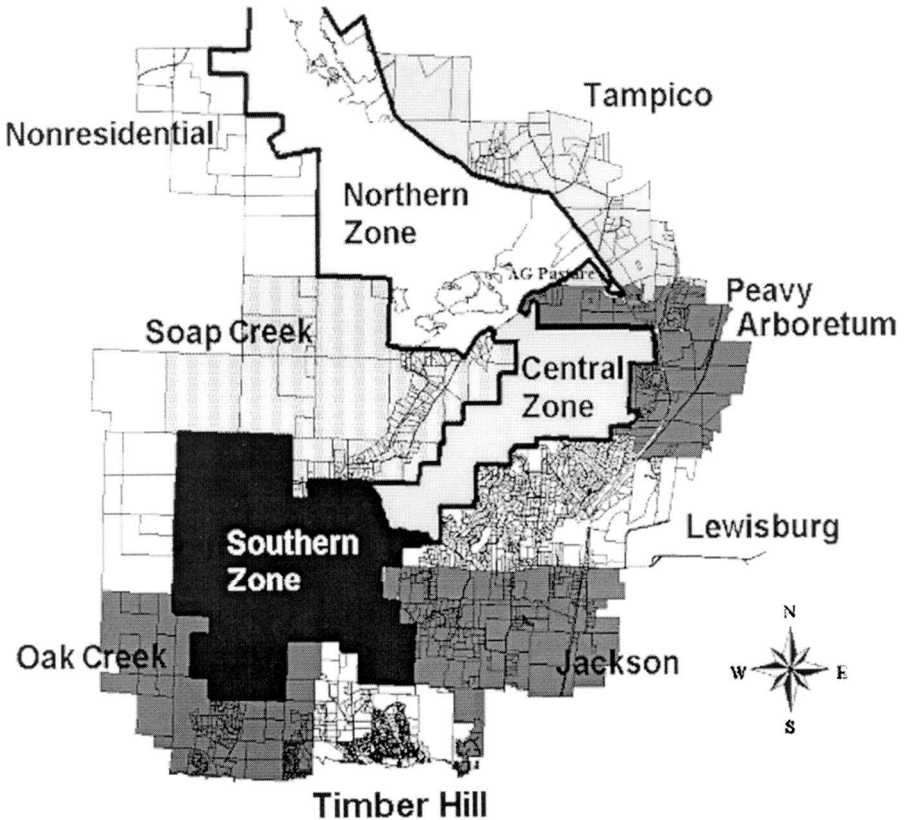 Tampico
Nonresidential
Northern
Zone
AG Pasture
Peavy
Arboretum
Soap Creek
Central
Zone
Southern
Zone
Lewisburg
Oak Creek
Jackson
N
W
E
S
Timber Hill